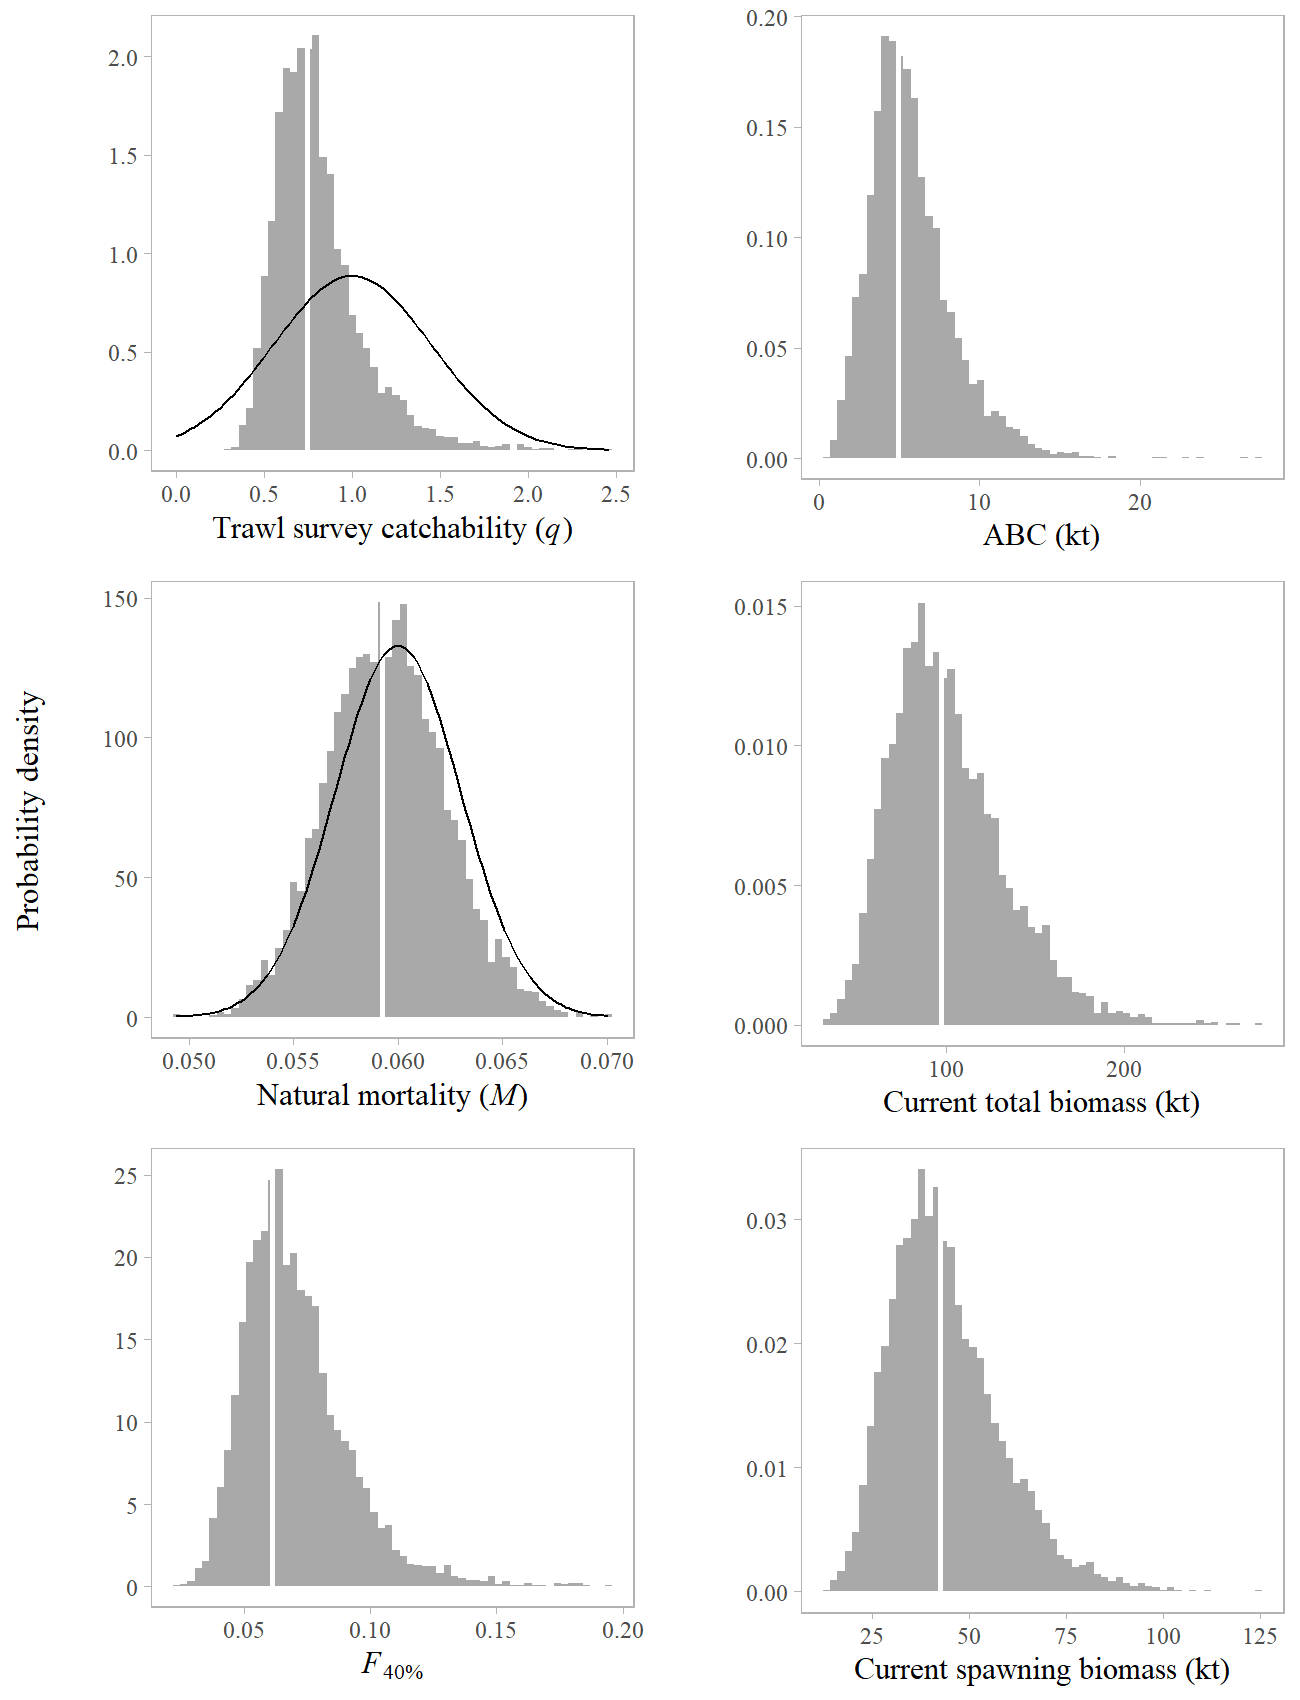 Probability density
2.0
1.5
1.0
0.5
0.0
0.0 0.5 1.0 1.5 2.0 2.5
Trawl survey catchability (q)
0.20
0.15
0.10
0.05
0.00
0 10 20
ABC (kt)
150
100
50
0
0.050 0.055 0.060 0.065 0.070
Natural mortality (M)
0.015
0.010
0.005
0.000
100 200
Current total biomass (kt)
25
20
15
10
5
0
0.05 0.10 0.15 0.20
F40%
0.03
0.02
0.01
0.00
25 50 75 100 125
Current spawning biomass (kt)